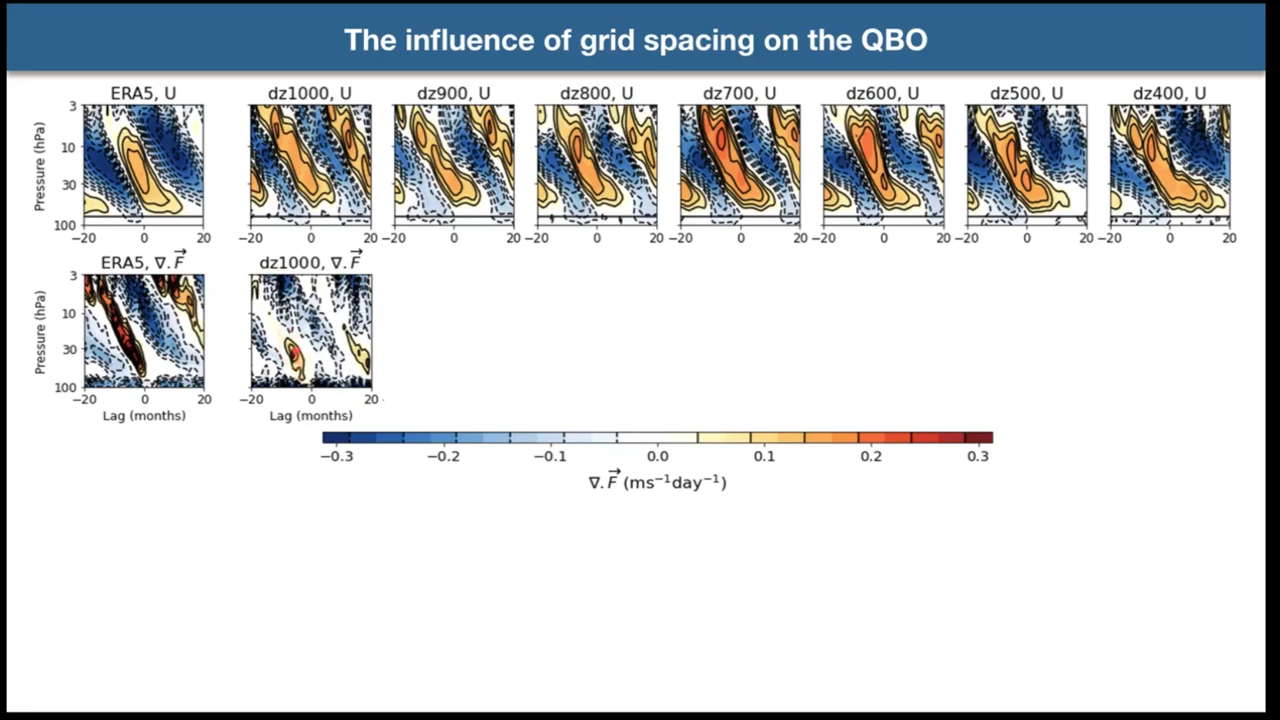 The influence of grid spacing on the QBO
ERA5, U dz1000, U dz900, U dz800, U dz700, U dz600, U dz500, U dz400, U
Pressure (hPa)
3
10
30
100
−20 0 20 −20 0 20 −20 0 20 −20 0 20 −20 0 20 −20 0 20 −20 0 20 −20 0 20
ERA5, ∇.F⃗ dz1000, ∇.F⃗
Pressure (hPa)
3
10
30
100
−20 0 20 −20 0 20
Lag (months) Lag (months)
−0.3 −0.2 −0.1 0.0 0.1 0.2 0.3
∇.F⃗ (ms⁻¹day⁻¹)